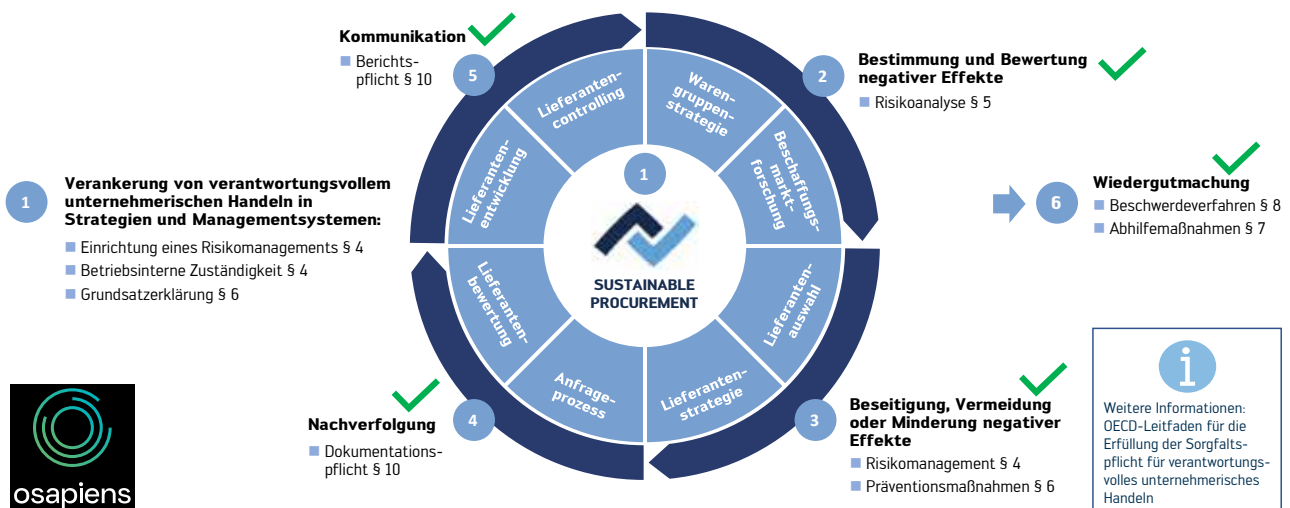 Kommunikation
Berichts-
pflicht § 10
5
2
Bestimmung und Bewertung
negativer Effekte
Risikoanalyse § 5
Lieferanten-
controlling
Waren-
gruppen-
strategie
Lieferanten-
entwicklung
Beschaffungs-
markt-
forschung
1
Verankerung von verantwortungsvollem
unternehmerischen Handeln in
Strategien und Managementsystemen:
Einrichtung eines Risikomanagements § 4
Betriebsinterne Zuständigkeit § 4
Grundsatzerklärung § 6
1
SUSTAINABLE
PROCUREMENT
6
Wiedergutmachung
Beschwerdeverfahren § 8
Abhilfemaßnahmen § 7
Lieferanten-
bewertung
Lieferanten-
auswahl
Anfrage-
prozess
Lieferanten-
strategie
Nachverfolgung
Dokumentations-
pflicht § 10
4
3
Beseitigung, Vermeidung
oder Minderung negativer
Effekte
Risikomanagement § 4
Präventionsmaßnahmen § 6
i
Weitere Informationen:
OECD-Leitfaden für die
Erfüllung der Sorgfalts-
pflicht für verantwortungs-
volles unternehmerisches
Handeln
osapiens